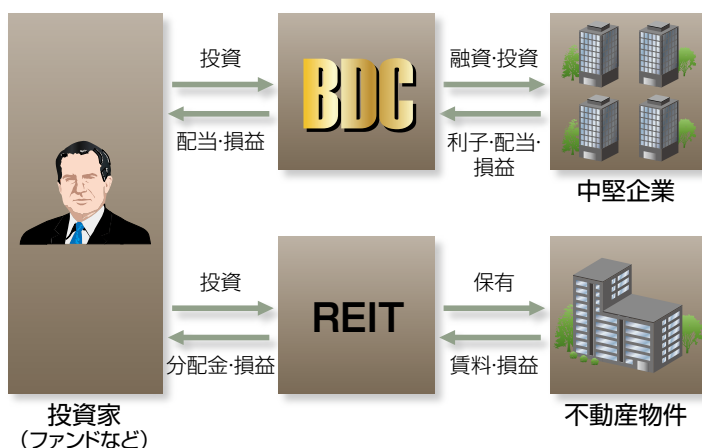 投資
BDC
融資・投資
配当・損益
利子・配当・
損益
中堅企業
投資
REIT
保有
分配金・損益
賃料・損益
投資家
（ファンドなど）
不動産物件